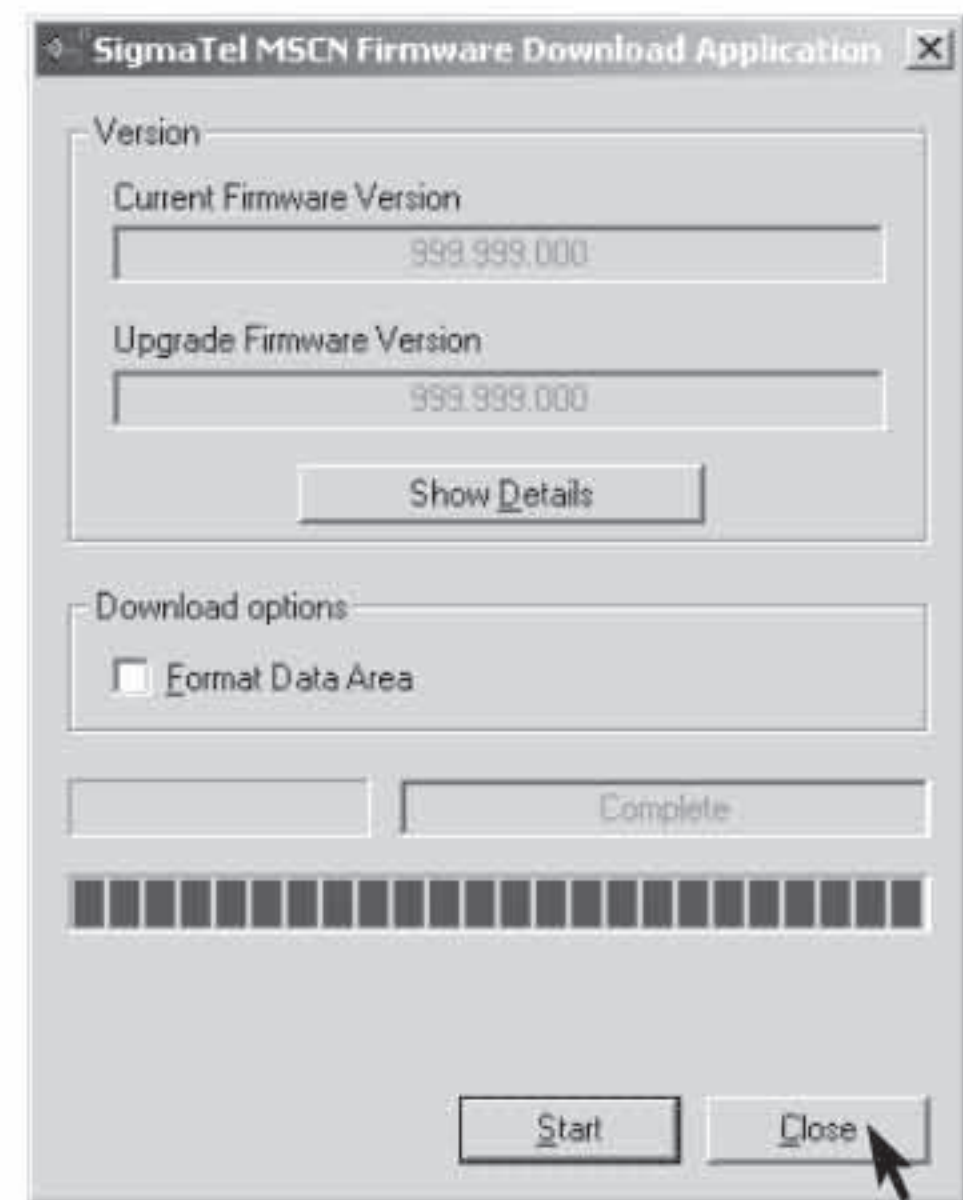 SigmaTel MSCN Firmware Download Application
Version
Current Firmware Version
999.999.000
Upgrade Firmware Version
999.999.000
Show Details
Download options
Format Data Area
Complete
Start
Close